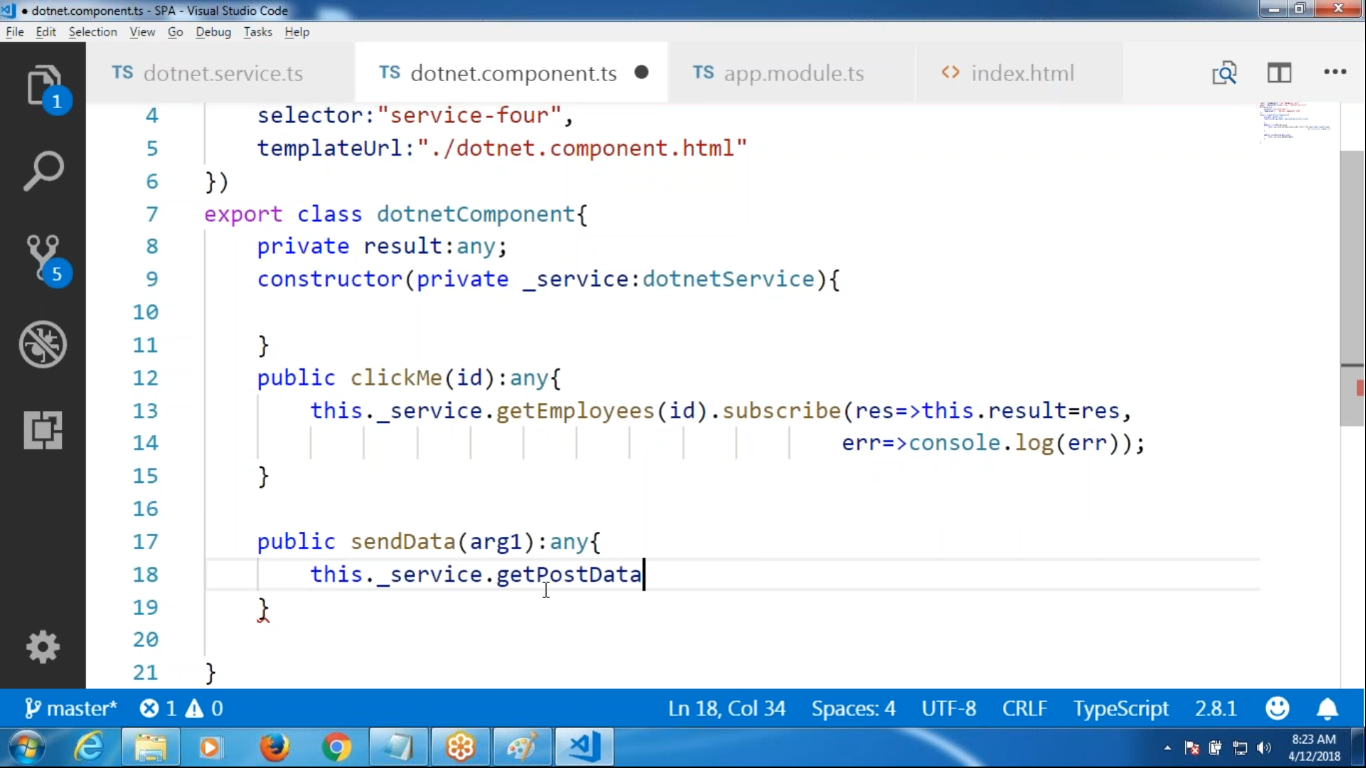 dotnet.component.ts - SPA - Visual Studio Code
File Edit Selection View Go Debug Tasks Help
TS dotnet.service.ts TS dotnet.component.ts TS app.module.ts <> index.html
1
5
4 selector:"service-four",
5 templateUrl:"./dotnet.component.html"
6 })
7 export class dotnetComponent{
8 private result:any;
9 constructor(private _service:dotnetService){
10
11 }
12 public clickMe(id):any{
13 this._service.getEmployees(id).subscribe(res=>this.result=res,
14 err=>console.log(err));
15 }
16
17 public sendData(arg1):any{
18 this._service.getPostData
19 }
20
21 }
master* 1 0 Ln 18, Col 34 Spaces: 4 UTF-8 CRLF TypeScript 2.8.1
8:23 AM
4/12/2018